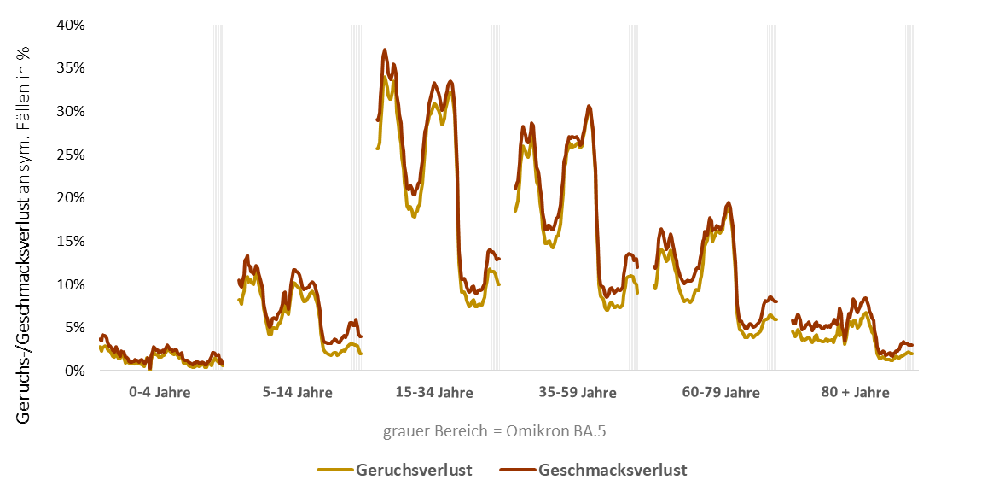 Geruchs-/Geschmacksverlust an sym. Fällen in %
40%
35%
30%
25%
20%
15%
10%
5%
0%
0-4 Jahre
5-14 Jahre
15-34 Jahre
35-59 Jahre
60-79 Jahre
80 + Jahre
grauer Bereich = Omikron BA.5
Geruchsverlust
Geschmacksverlust